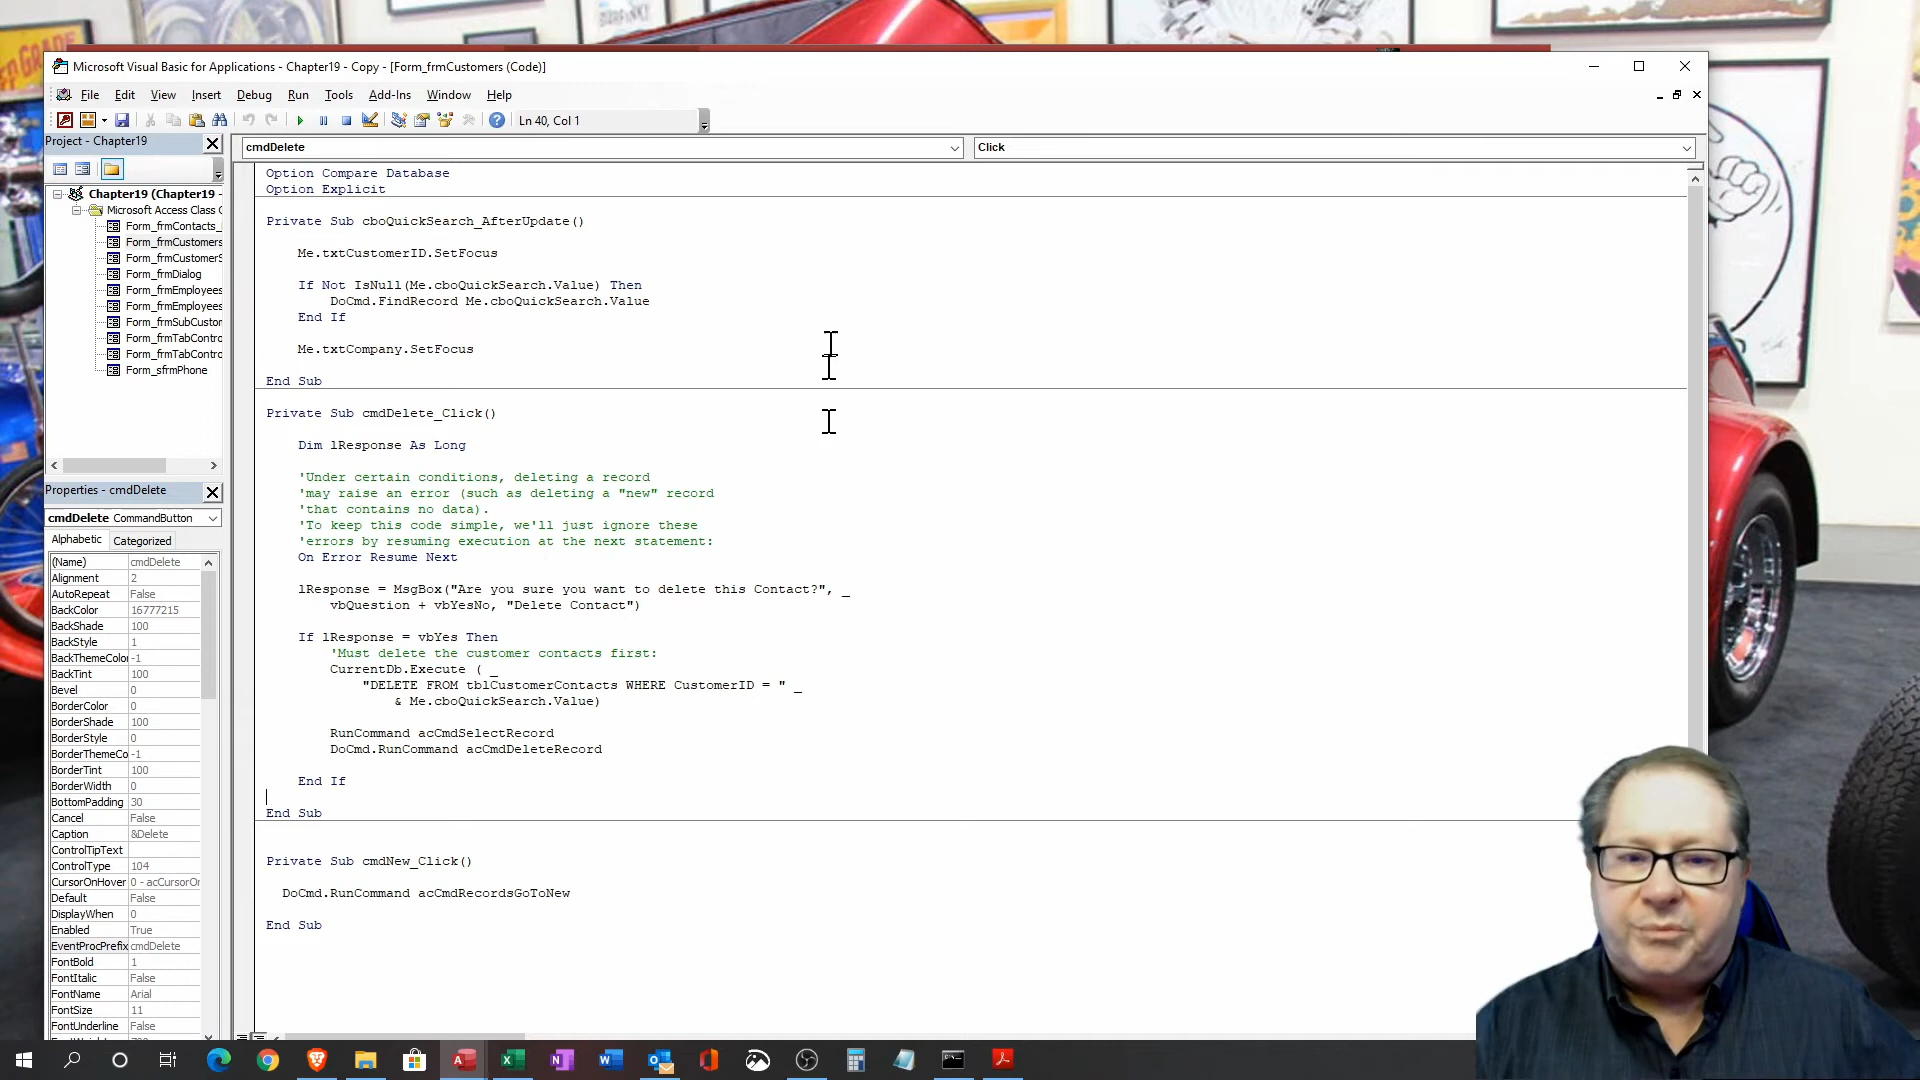 GRADE
Microsoft Visual Basic for Applications - Chapter19 - Copy - [Form_frmCustomers (Code)]
File Edit View Insert Debug Run Tools Add-Ins Window Help
Ln 40, Col 1
Project - Chapter19
cmdDelete
Click
Chapter19 (Chapter19 -
Microsoft Access Class
Form_frmContacts_
Form_frmCustomers
Form_frmCustomerS
Form_frmDialog
Form_frmEmployees
Form_frmEmployees
Form_frmSubCustom
Form_frmTabContro
Form_frmTabContro
Form_sfrmPhone
Properties - cmdDelete
cmdDelete CommandButton
Alphabetic Categorized
(Name) cmdDelete
Alignment 2
AutoRepeat False
BackColor 16777215
BackShade 100
BackStyle 1
BackThemeColor -1
BackTint 100
Bevel 0
BorderColor 0
BorderShade 100
BorderStyle 0
BorderThemeCo -1
BorderTint 100
BorderWidth 0
BottomPadding 30
Cancel False
Caption &Delete
ControlTipText
ControlType 104
CursorOnHover 0 - acCursorOn
Default False
DisplayWhen 0
Enabled True
EventProcPrefix cmdDelete
FontBold 1
FontItalic False
FontName Arial
FontSize 11
FontUnderline False
Option Compare Database
Option Explicit
Private Sub cboQuickSearch_AfterUpdate()
Me.txtCustomerID.SetFocus
If Not IsNull(Me.cboQuickSearch.Value) Then
DoCmd.FindRecord Me.cboQuickSearch.Value
End If
Me.txtCompany.SetFocus
End Sub
Private Sub cmdDelete_Click()
Dim lResponse As Long
'Under certain conditions, deleting a record
'may raise an error (such as deleting a "new" record
'that contains no data).
'To keep this code simple, we'll just ignore these
'errors by resuming execution at the next statement:
On Error Resume Next
lResponse = MsgBox("Are you sure you want to delete this Contact?", _
vbQuestion + vbYesNo, "Delete Contact")
If lResponse = vbYes Then
'Must delete the customer contacts first:
CurrentDb.Execute ( _
"DELETE FROM tblCustomerContacts WHERE CustomerID = " _
& Me.cboQuickSearch.Value)
RunCommand acCmdSelectRecord
DoCmd.RunCommand acCmdDeleteRecord
End If
End Sub
Private Sub cmdNew_Click()
DoCmd.RunCommand acCmdRecordsGoToNew
End Sub